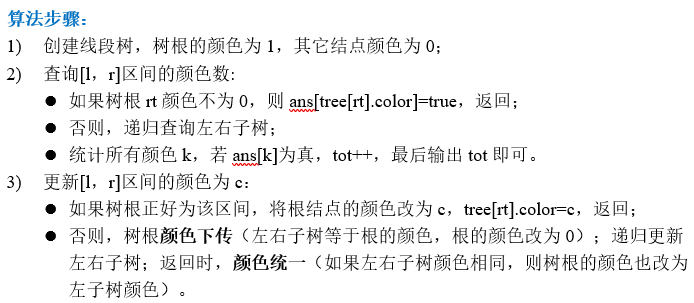 算法步骤：
1) 创建线段树，树根的颜色为1，其它结点颜色为0；
2) 查询[l，r]区间的颜色数:
● 如果树根 rt 颜色不为0，则 ans[tree[rt].color]=true，返回；
● 否则，递归查询左右子树；
● 统计所有颜色 k，若 ans[k]为真，tot++，最后输出 tot 即可。
3) 更新[l，r]区间的颜色为 c：
● 如果树根正好为该区间，将根结点的颜色改为 c，tree[rt].color=c，返回；
● 否则，树根颜色下传（左右子树等于根的颜色，根的颜色改为 0）；递归更新
左右子树；返回时，颜色统一（如果左右子树颜色相同，则树根的颜色也改为
左子树颜色）。